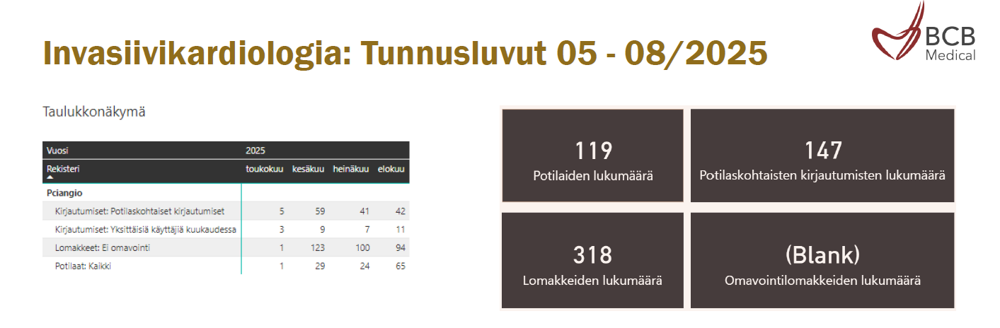 Invasiivikardiologia: Tunnusluvut 05 - 08/2025
BCB
Medical
Taulukkonäkymä
Vuosi 2025
Rekisteri toukokuu kesäkuu heinäkuu elokuu
Pciangio
Kirjautumiset: Potilaskohtaiset kirjautumiset 5 59 41 42
Kirjautumiset: Yksittäisiä käyttäjiä kuukaudessa 3 9 7 11
Lomakkeet: Ei omavointi 1 123 100 94
Potilaat: Kaikki 1 29 24 65
119
Potilaiden lukumäärä
147
Potilaskohtaisten kirjautumisten lukumäärä
318
Lomakkeiden lukumäärä
(Blank)
Omavointilomakkeiden lukumäärä